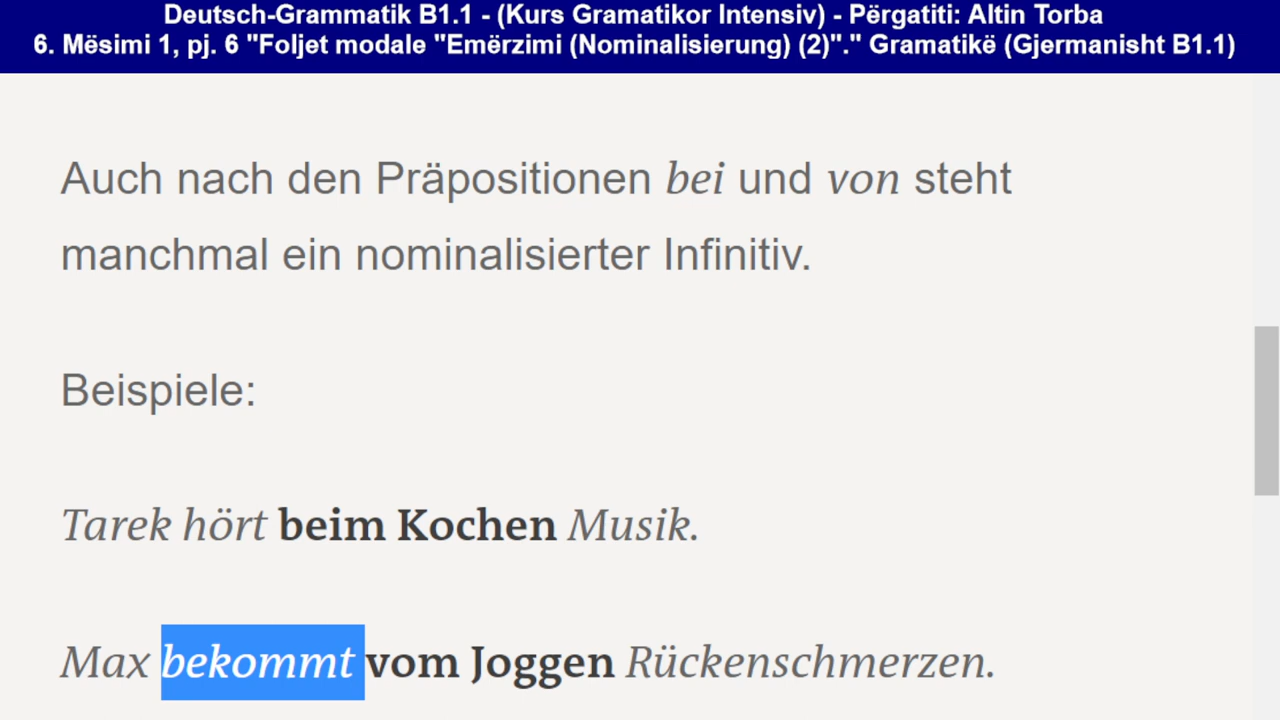 Deutsch-Grammatik B1.1 - (Kurs Gramatikor Intensiv) - Përgatiti: Altin Torba
6. Mësimi 1, pj. 6 "Foljet modale "Emërzimi (Nominalisierung) (2)"." Gramatikë (Gjermanisht B1.1)
Auch nach den Präpositionen bei und von steht
manchmal ein nominalisierter Infinitiv.
Beispiele:
Tarek hört beim Kochen Musik.
Max bekommt vom Joggen Rückenschmerzen.